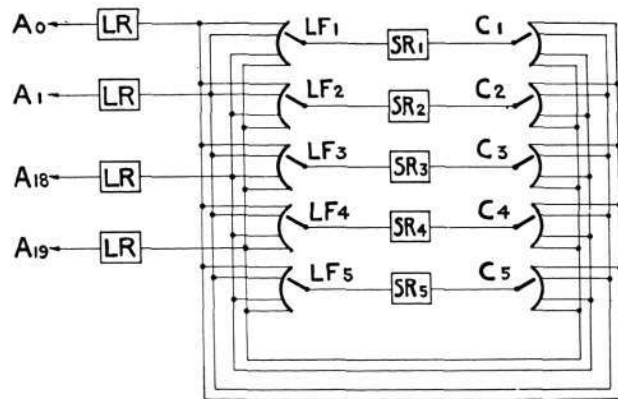 A0 LR LF1 SR1 C1
A1 LR LF2 SR2 C2
A18 LR LF3 SR3 C3
A19 LR LF4 SR4 C4
LF5 SR5 C5